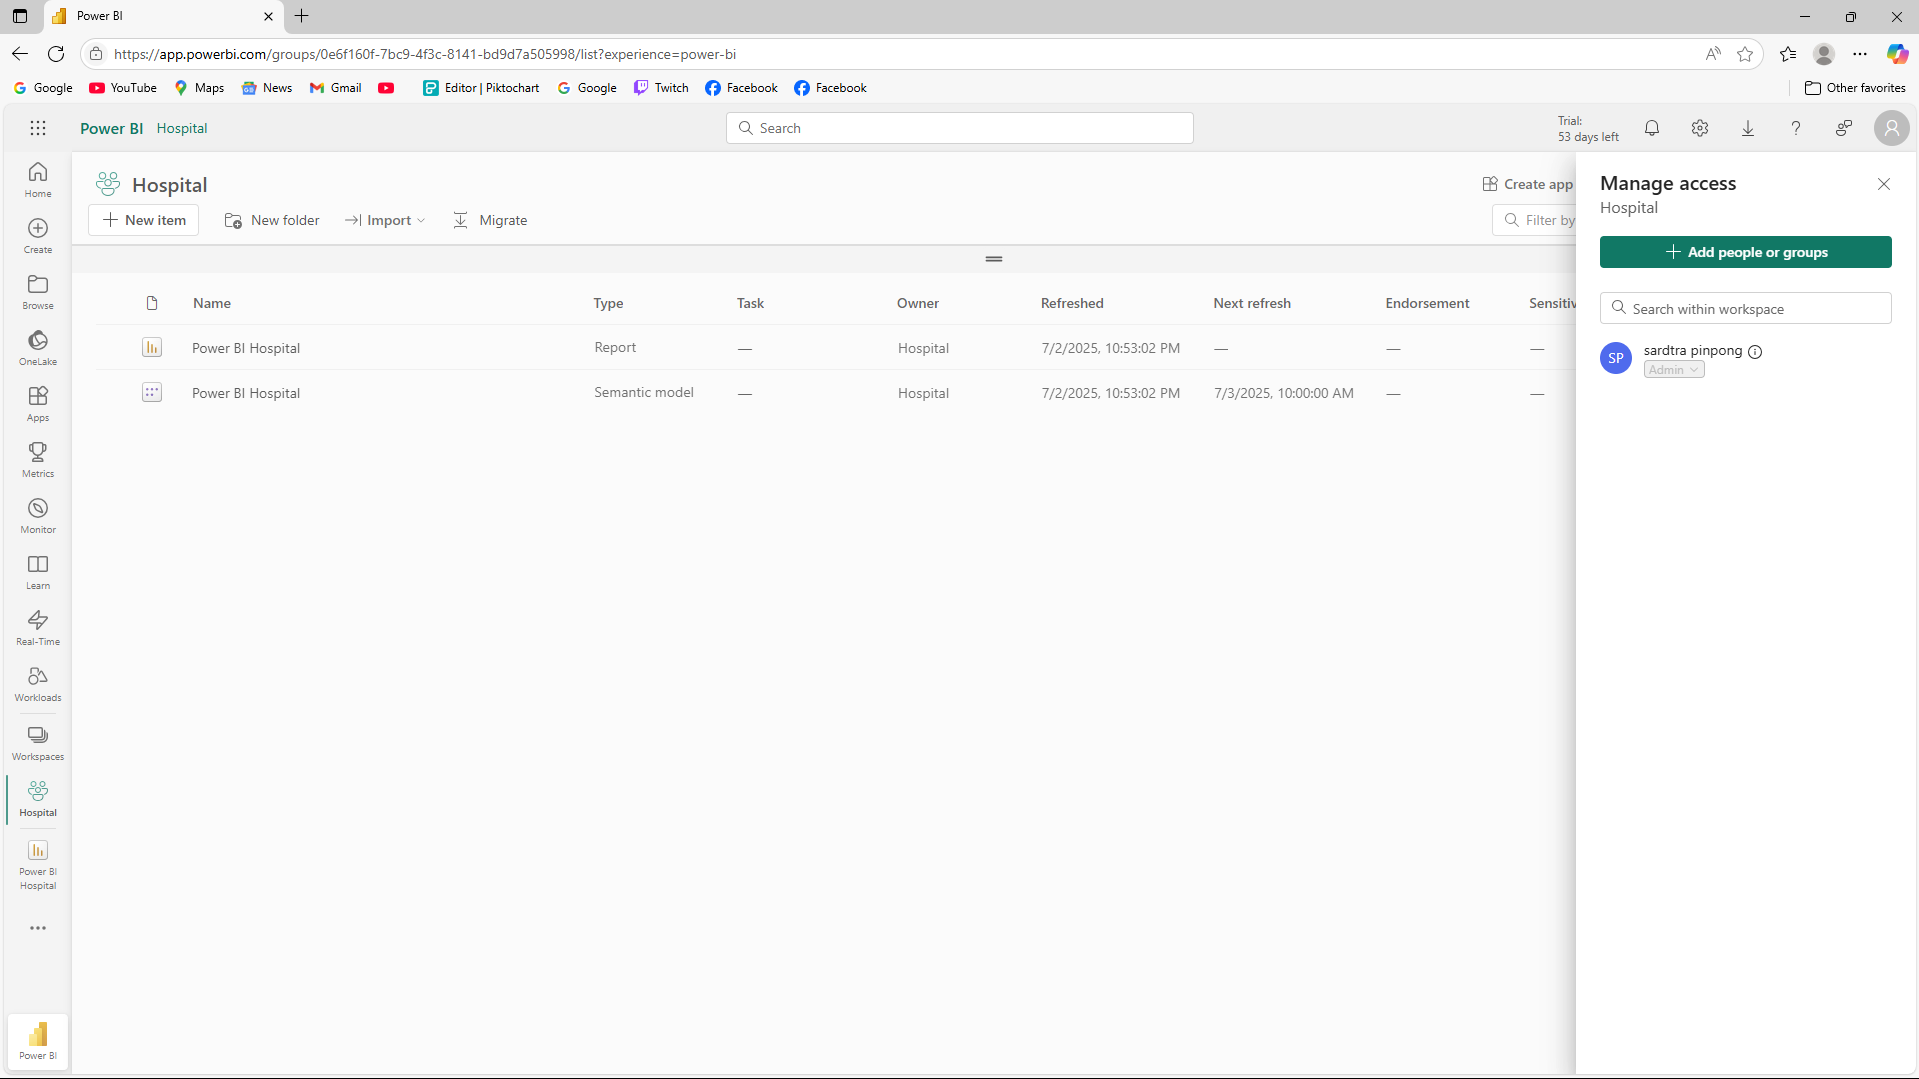 Power BI
https://app.powerbi.com/groups/0e6f160f-7bc9-4f3c-8141-bd9d7a505998/list?experience=power-bi
Google YouTube Maps News Gmail Editor | Piktochart Google Twitch Facebook Facebook Other favorites
Power BI Hospital
Search
Trial:
53 days left
Home
Create
Browse
OneLake
Apps
Metrics
Monitor
Learn
Real-Time
Workloads
Workspaces
Hospital
Power BI
Hospital
Power BI
Hospital
Create app
New item New folder Import Migrate
Filter by
Name Type Task Owner Refreshed Next refresh Endorsement Sensitiv
Power BI Hospital Report — Hospital 7/2/2025, 10:53:02 PM — — —
Power BI Hospital Semantic model — Hospital 7/2/2025, 10:53:02 PM 7/3/2025, 10:00:00 AM — —
Manage access
Hospital
Add people or groups
Search within workspace
SP
sardtra pinpong
Admin